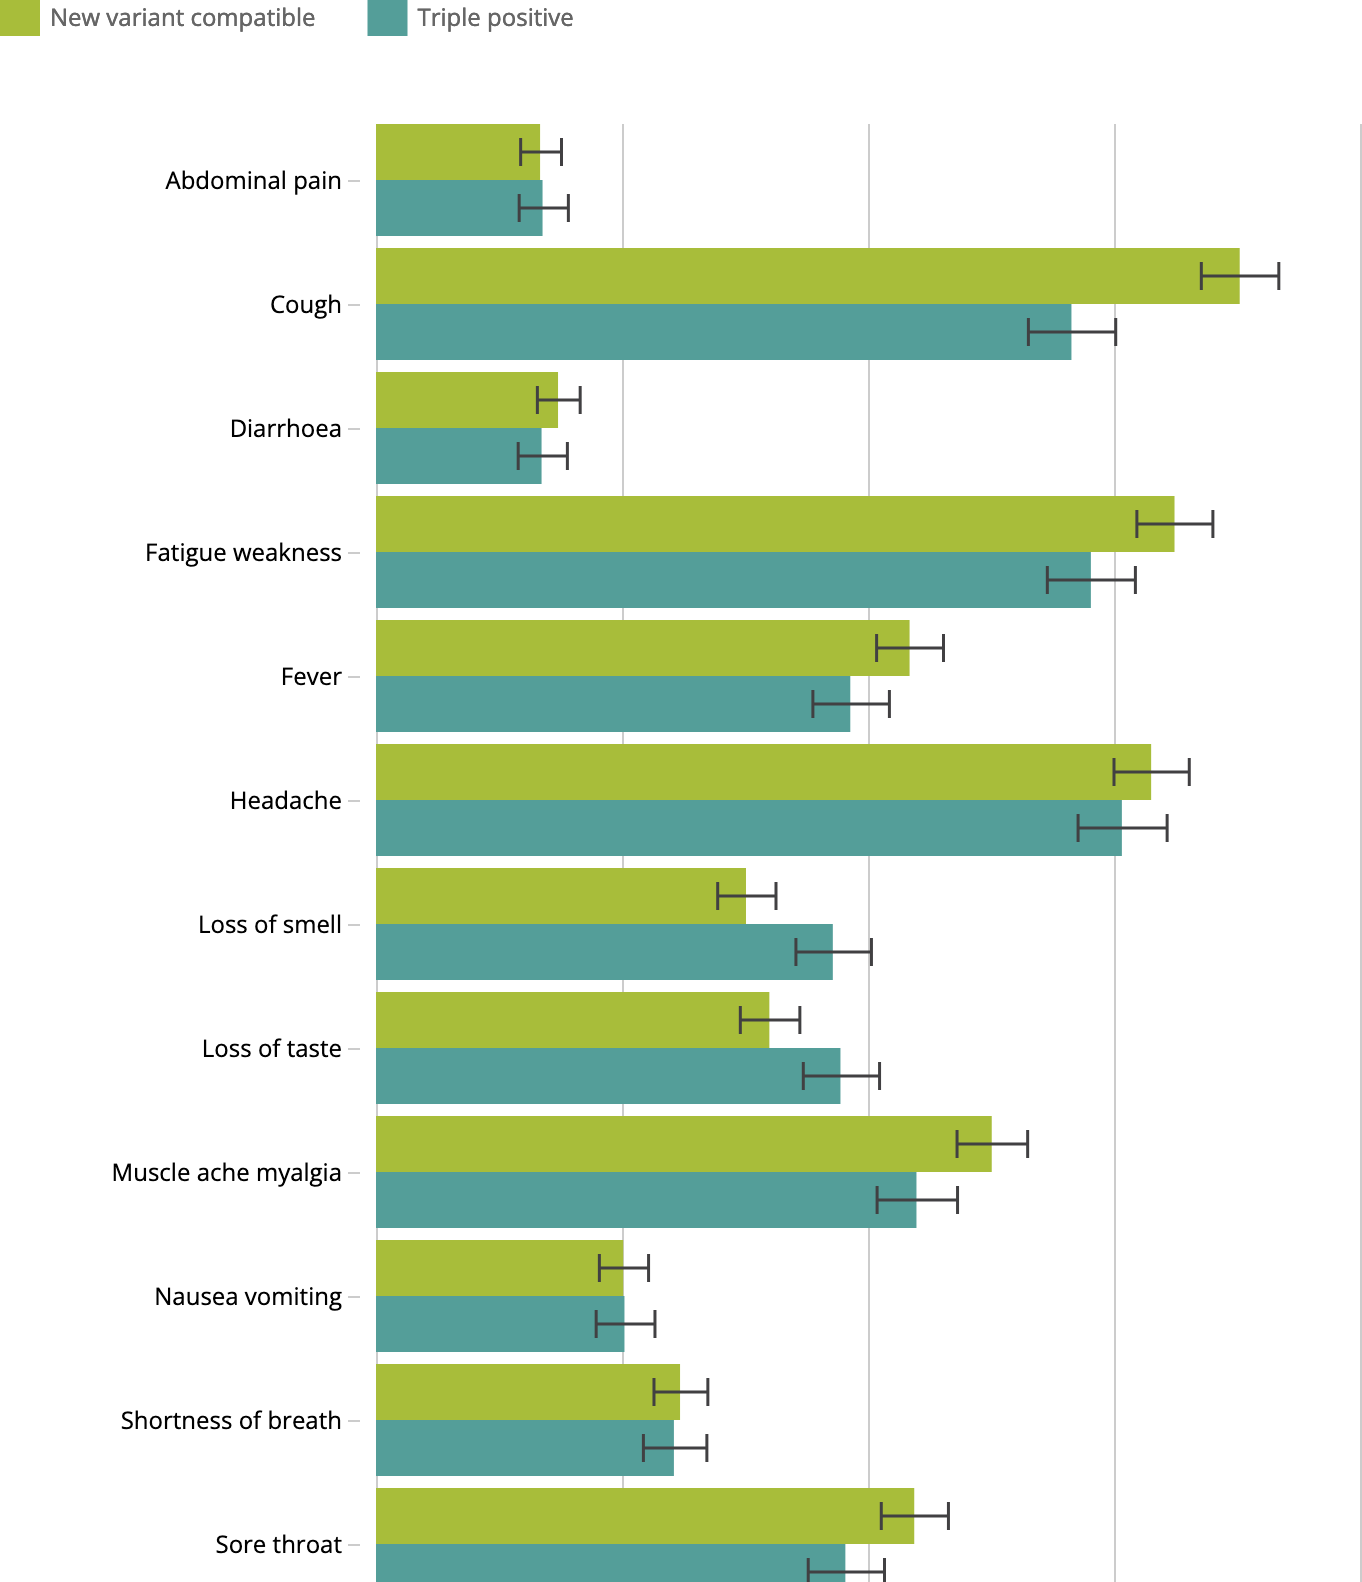 New variant compatible
Triple positive
Abdominal pain
Cough
Diarrhoea
Fatigue weakness
Fever
Headache
Loss of smell
Loss of taste
Muscle ache myalgia
Nausea vomiting
Shortness of breath
Sore throat